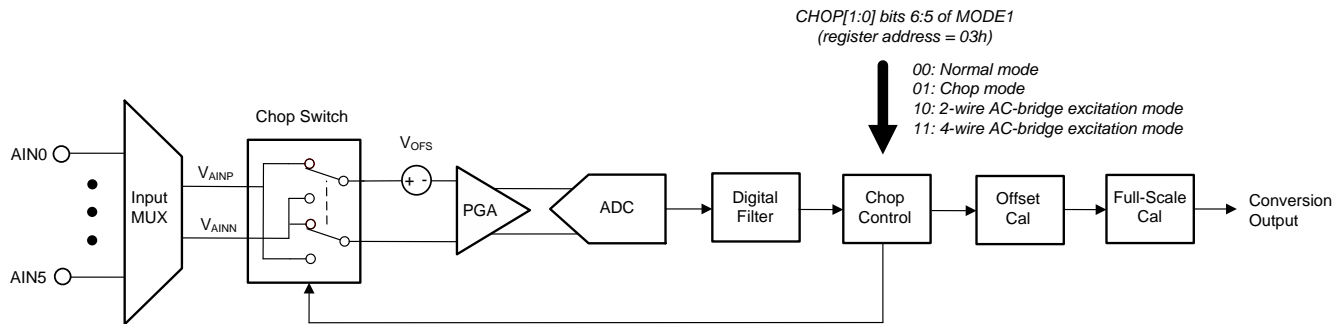 CHOP[1:0] bits 6:5 of MODE1
(register address = 03h)
00: Normal mode
01: Chop mode
10: 2-wire AC-bridge excitation mode
11: 4-wire AC-bridge excitation mode
Chop Switch
AIN0
AIN5
Input
MUX
VAINP
VAINN
VOFS
+ -
PGA
ADC
Digital
Filter
Chop
Control
Offset
Cal
Full-Scale
Cal
Conversion
Output